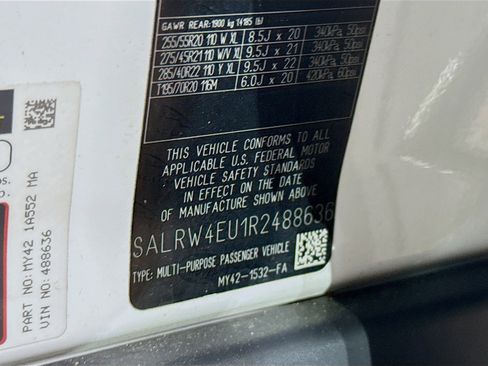 GAWR REAR: 1900 kg (4185 lb)
255/55R20 110 W XL 8.5J x 20 340kPa, 50psi
275/45R21 110 W/V XL 9.5J x 21 340kPa, 50psi
285/40R22 110 Y XL 9.5J x 22 340kPa, 50psi
T195/70R20 116M 6.0J x 20 420kPa, 60psi
THIS VEHICLE CONFORMS TO ALL
APPLICABLE U.S. FEDERAL MOTOR
VEHICLE SAFETY STANDARDS
IN EFFECT ON THE DATE
OF MANUFACTURE SHOWN ABOVE.
SALRW4EU1R2488636
TYPE: MULTI-PURPOSE PASSENGER VEHICLE
MY42-1532-FA
PART NO: MY42 1A552 MA
VIN NO: 488636